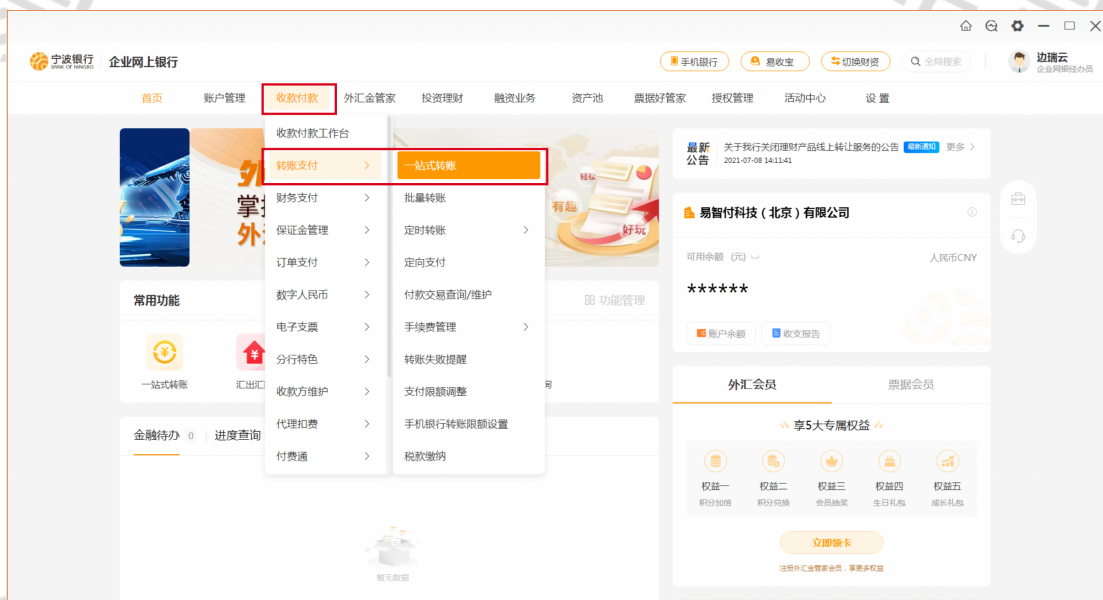 宁波银行
BANK OF NINGBO
企业网上银行
手机银行
易收宝
切换财资
全局搜索
边瑞云
企业网银经办员
首页 账户管理 收款付款 外汇金管家 投资理财 融资业务 资产池 票据好管家 授权管理 活动中心 设置
收款付款工作台
转账支付
财务支付
保证金管理
订单支付
数字人民币
电子支票
分行特色
收款方维护
代理扣费
付费通
一站式转账
批量转账
定时转账
定向支付
付款交易查询/维护
手续费管理
转账失败提醒
支付限额调整
手机银行转账限额设置
税款缴纳
轻松
有趣
好玩
最新公告
关于我行关闭理财产品线上转让服务的公告 最新通知 更多
2021-07-08 14:11:41
易智付科技(北京)有限公司
可用余额(元)
人民币CNY
******
账户余额
收支报告
常用功能
功能管理
一站式转账
汇出汇
金融待办 0
进度查询
暂无数据
外汇会员
票据会员
享5大专属权益
权益一 权益二 权益三 权益四 权益五
积分加倍 积分兑换 会员抽奖 生日礼包 成长礼包
立即领卡
注册外汇金管家会员,享更多权益